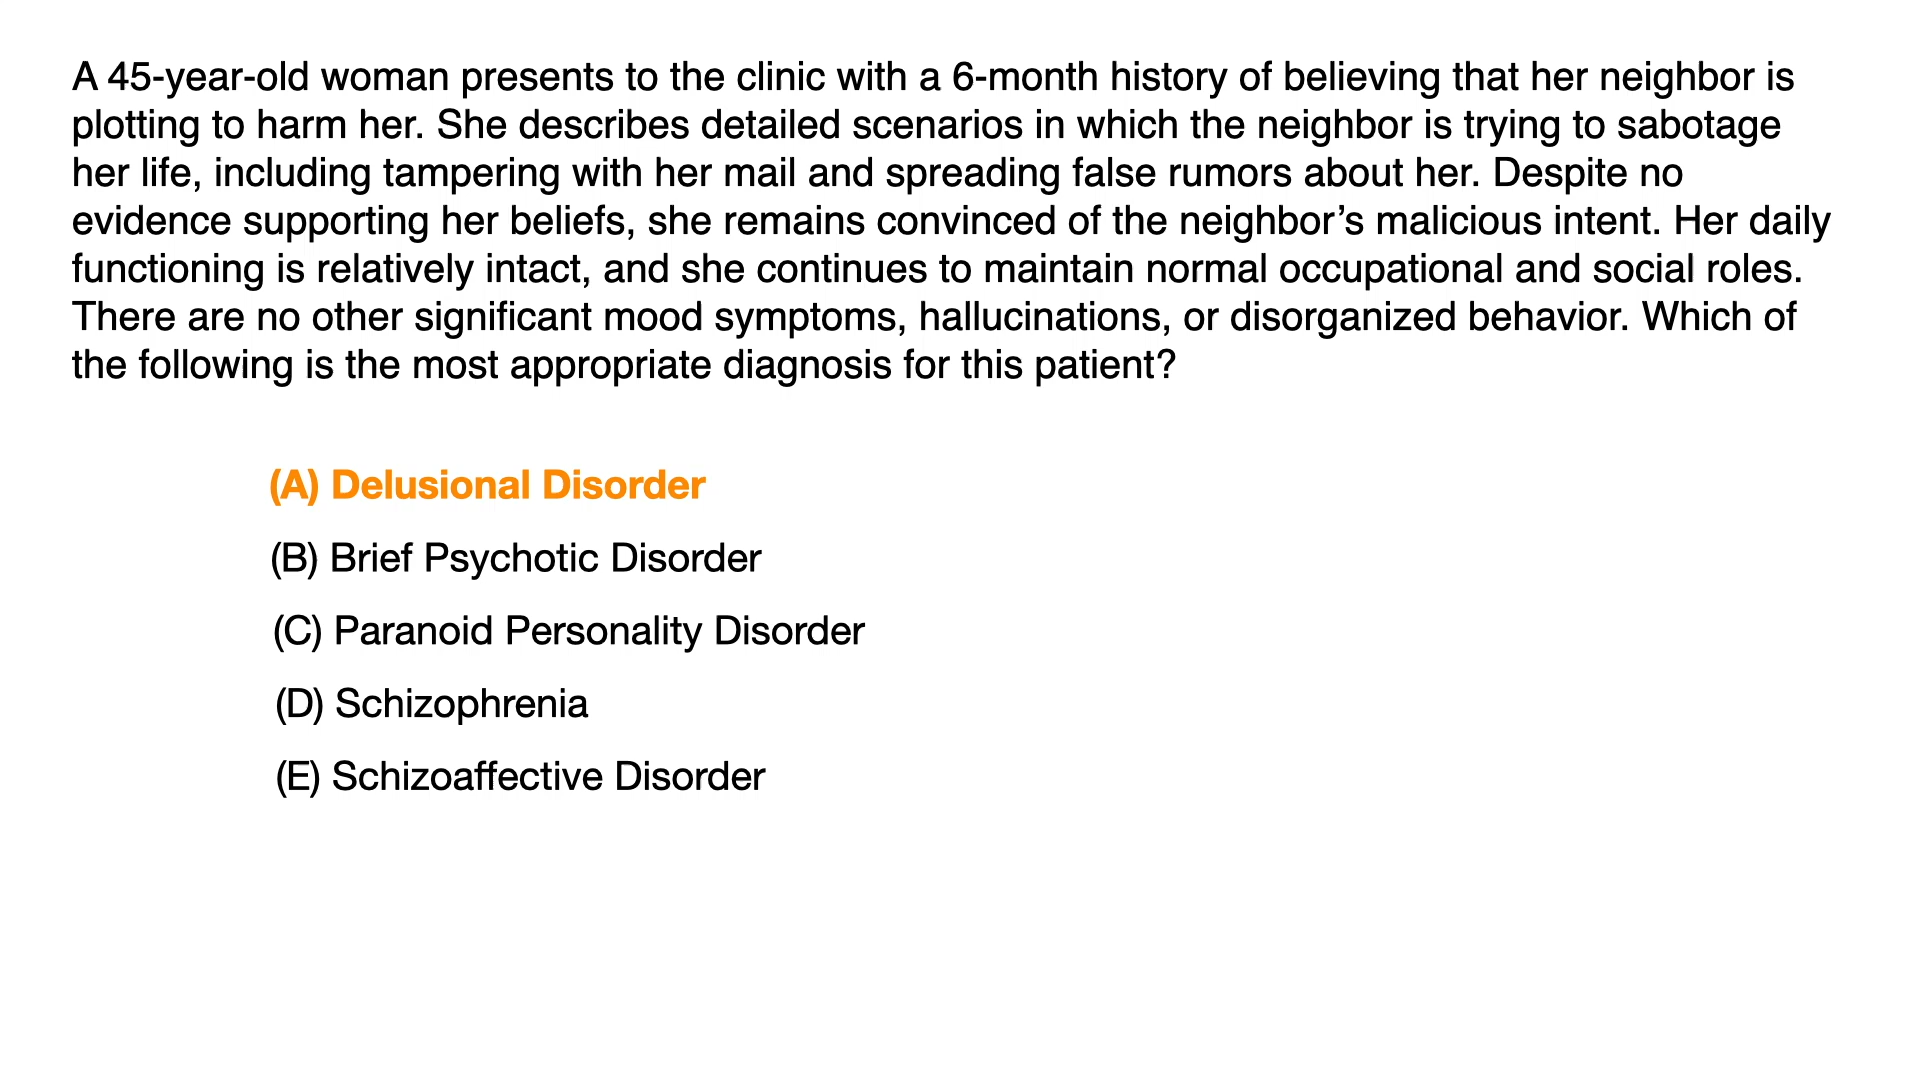 A 45-year-old woman presents to the clinic with a 6-month history of believing that her neighbor is
plotting to harm her. She describes detailed scenarios in which the neighbor is trying to sabotage
her life, including tampering with her mail and spreading false rumors about her. Despite no
evidence supporting her beliefs, she remains convinced of the neighbor’s malicious intent. Her daily
functioning is relatively intact, and she continues to maintain normal occupational and social roles.
There are no other significant mood symptoms, hallucinations, or disorganized behavior. Which of
the following is the most appropriate diagnosis for this patient?
(A) Delusional Disorder
(B) Brief Psychotic Disorder
(C) Paranoid Personality Disorder
(D) Schizophrenia
(E) Schizoaffective Disorder